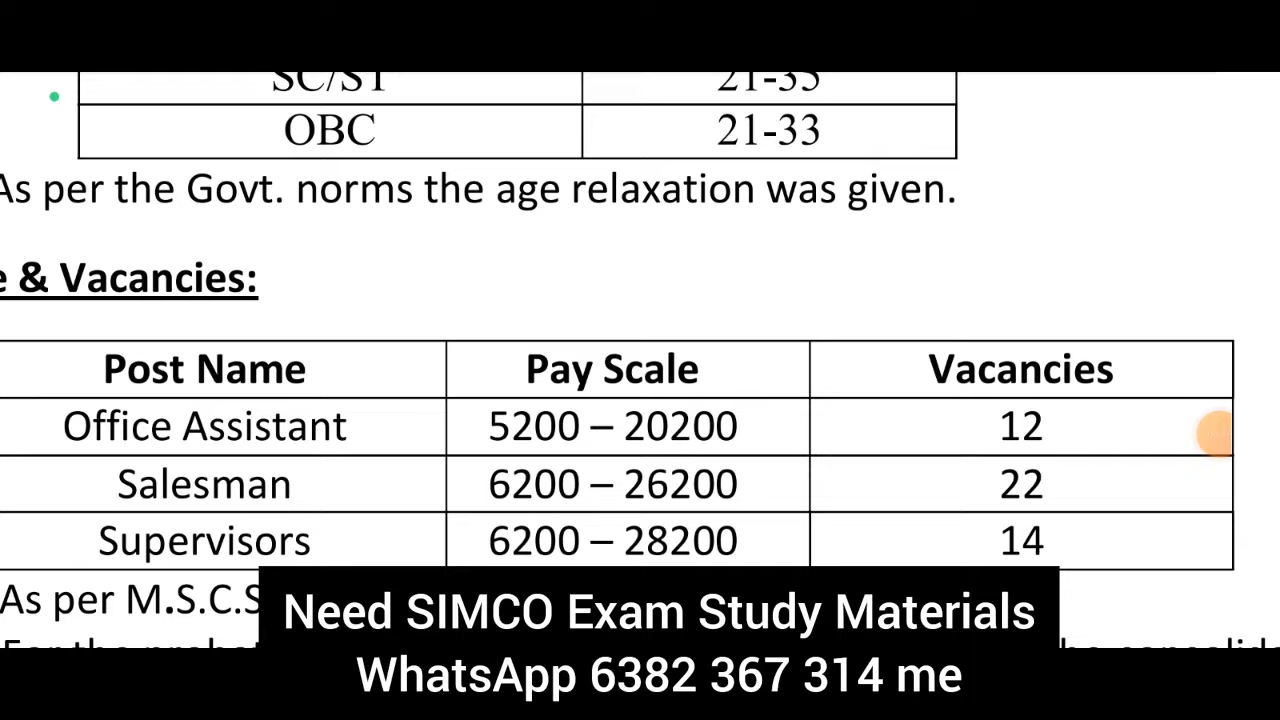 SC/ST 21-35
OBC 21-33
As per the Govt. norms the age relaxation was given.
& Vacancies:
Post Name Pay Scale Vacancies
Office Assistant 5200 – 20200 12
Salesman 6200 – 26200 22
Supervisors 6200 – 28200 14
As per M.S.C.S
Need SIMCO Exam Study Materials
For the
WhatsApp 6382 367 314 me